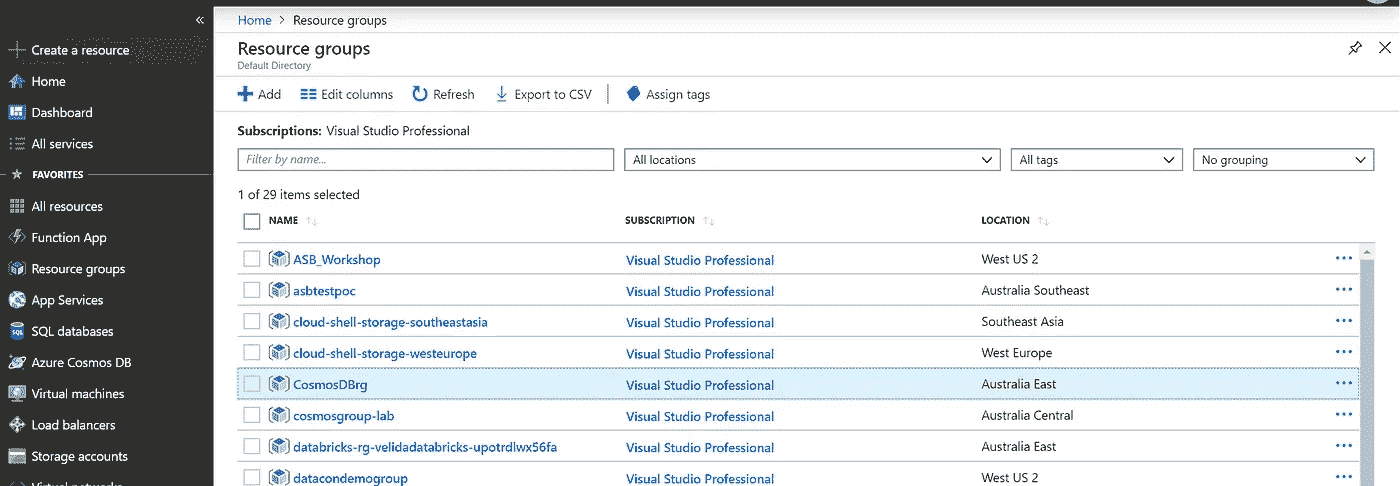 «
Create a resource
Home
Dashboard
All services
FAVORITES
All resources
Function App
Resource groups
App Services
SQL databases
Azure Cosmos DB
Virtual machines
Load balancers
Storage accounts
Virtual networks
Home > Resource groups
Resource groups
Default Directory
Add Edit columns Refresh Export to CSV Assign tags
Subscriptions: Visual Studio Professional
Filter by name... All locations All tags No grouping
1 of 29 items selected
NAME SUBSCRIPTION LOCATION
ASB_Workshop Visual Studio Professional West US 2
asbtestpoc Visual Studio Professional Australia Southeast
cloud-shell-storage-southeastasia Visual Studio Professional Southeast Asia
cloud-shell-storage-westeurope Visual Studio Professional West Europe
CosmosDBrg Visual Studio Professional Australia East
cosmosgroup-lab Visual Studio Professional Australia Central
databricks-rg-velidadatabricks-upotrdlwx56fa Visual Studio Professional Australia East
datacondemogroup Visual Studio Professional West US 2